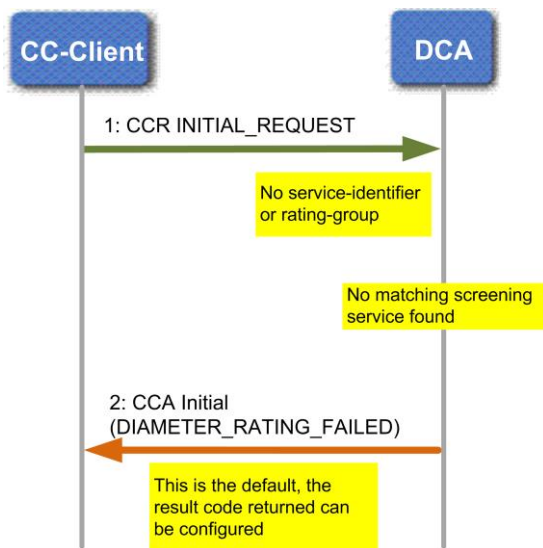 CC-Client
DCA
1: CCR INITIAL_REQUEST
No service-identifier
or rating-group
No matching screening
service found
2: CCA Initial
(DIAMETER_RATING_FAILED)
This is the default, the
result code returned can
be configured